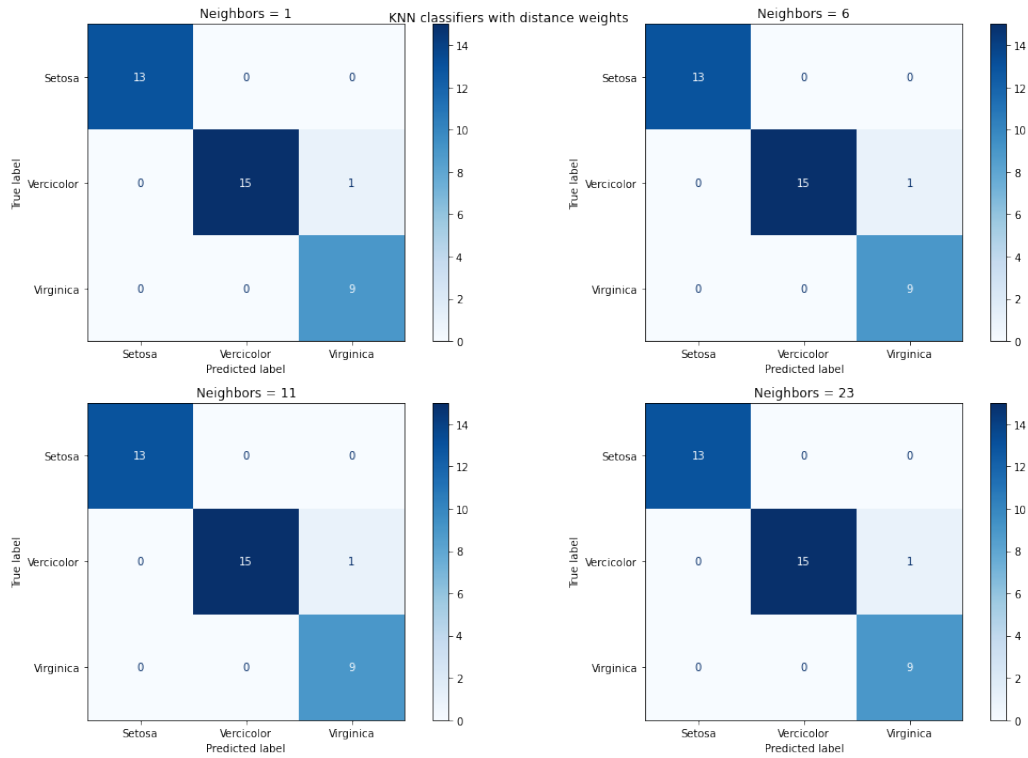 KNN classifiers with distance weights
Neighbors = 1
True label
Setosa 13 0 0
Vercicolor 0 15 1
Virginica 0 0 9
Setosa Vercicolor Virginica
Predicted label
14
12
10
8
6
4
2
0
Neighbors = 6
True label
Setosa 13 0 0
Vercicolor 0 15 1
Virginica 0 0 9
Setosa Vercicolor Virginica
Predicted label
14
12
10
8
6
4
2
0
Neighbors = 11
True label
Setosa 13 0 0
Vercicolor 0 15 1
Virginica 0 0 9
Setosa Vercicolor Virginica
Predicted label
14
12
10
8
6
4
2
0
Neighbors = 23
True label
Setosa 13 0 0
Vercicolor 0 15 1
Virginica 0 0 9
Setosa Vercicolor Virginica
Predicted label
14
12
10
8
6
4
2
0